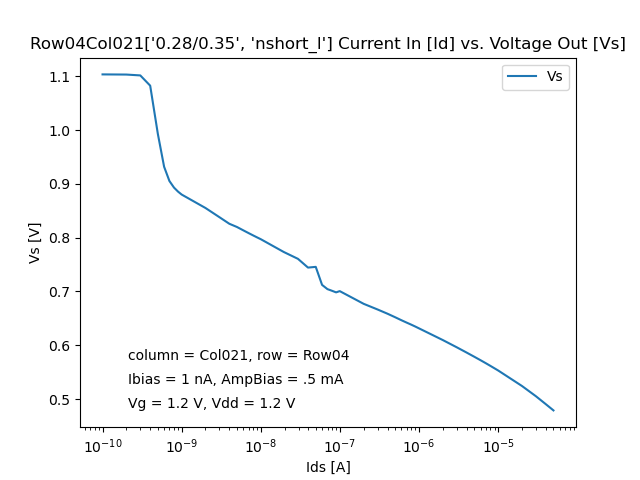 Row04Col021['0.28/0.35', 'nshort_l'] Current In [Id] vs. Voltage Out [Vs]
Vs
1.1
1.0
0.9
0.8
0.7
0.6
0.5
Vs [V]
column = Col021, row = Row04
Ibias = 1 nA, AmpBias = .5 mA
Vg = 1.2 V, Vdd = 1.2 V
10⁻¹⁰ 10⁻⁹ 10⁻⁸ 10⁻⁷ 10⁻⁶ 10⁻⁵
Ids [A]